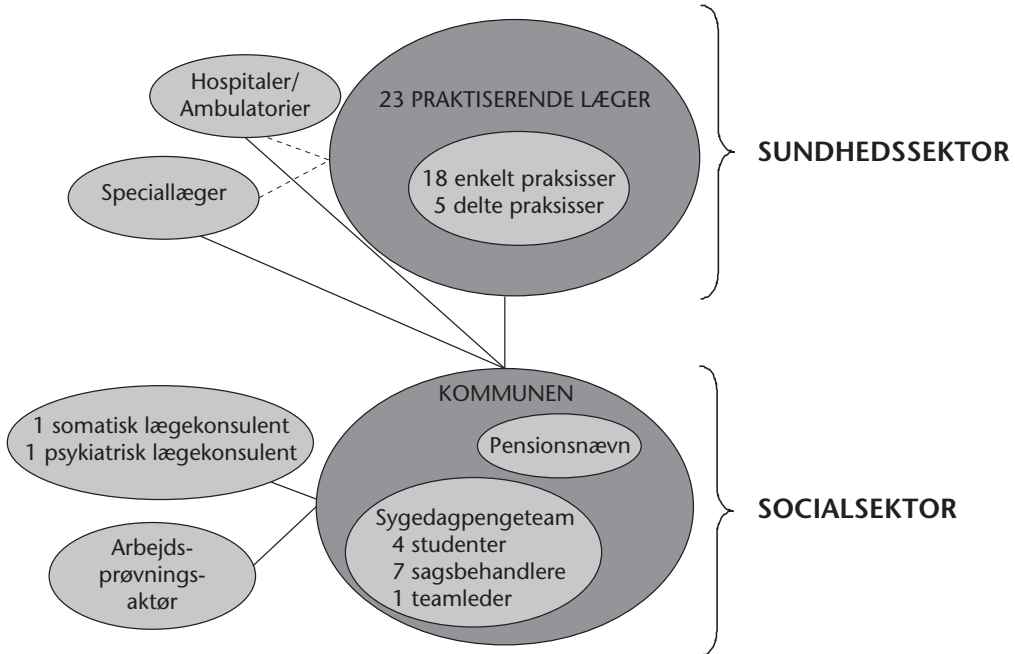 Hospitaler/
Ambulatorier
23 PRAKTISERENDE LÆGER
18 enkelt praksisser
5 delte praksisser
Speciallæger
SUNDHEDSSEKTOR
KOMMUNEN
Pensionsnævn
1 somatisk lægekonsulent
1 psykiatrisk lægekonsulent
Sygedagpengeteam
4 studenter
7 sagsbehandlere
1 teamleder
Arbejds-
prøvnings-
aktør
SOCIALSEKTOR